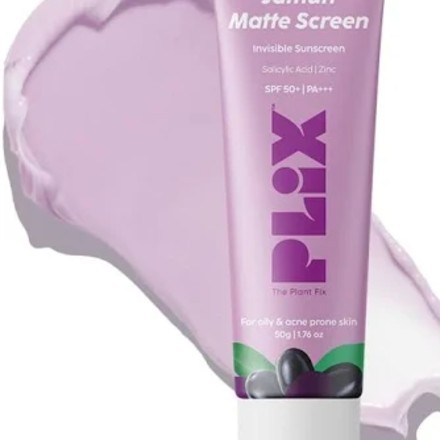 Jamun
Matte Screen
Invisible Sunscreen
Salicylic Acid | Zinc
SPF 50+ | PA+++
PLiX
The Plant Fix
For oily & acne prone skin
50g | 1.76 oz